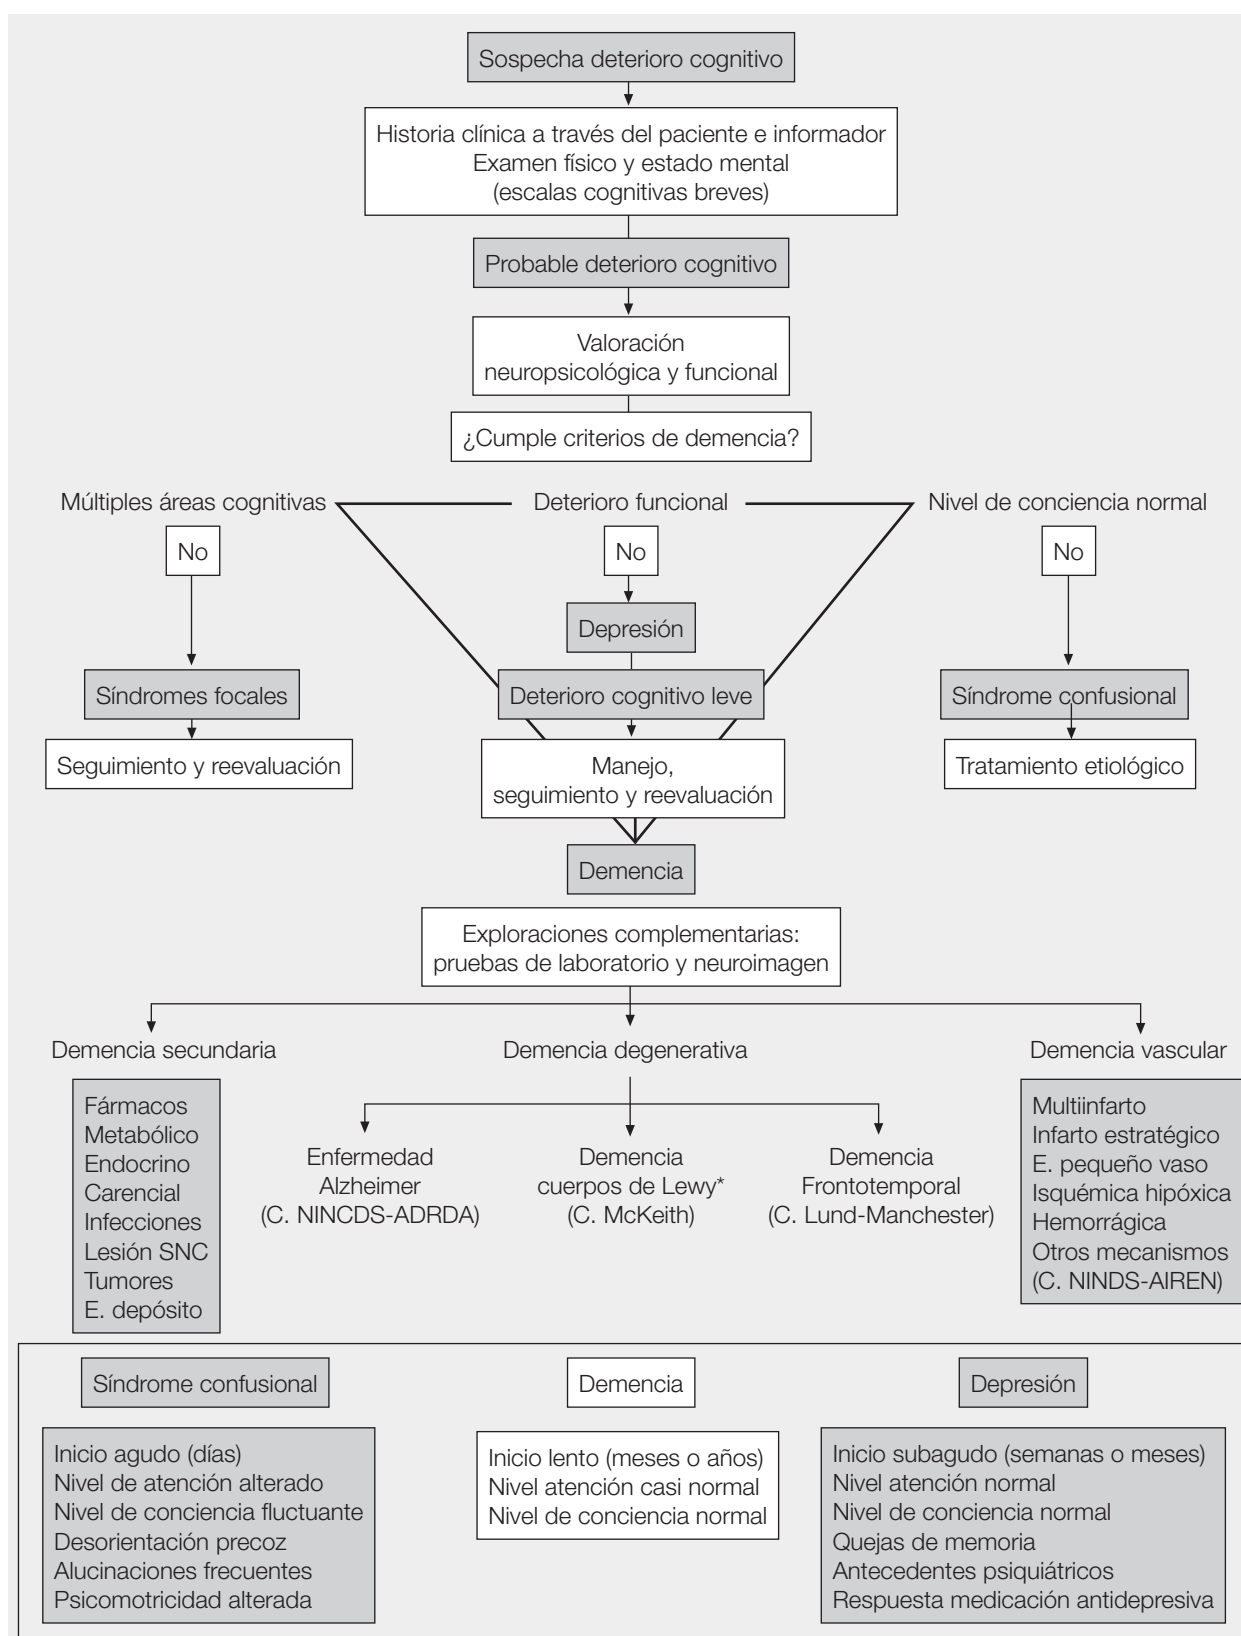 Sospecha deterioro cognitivo
Historia clínica a través del paciente e informador
Examen físico y estado mental
(escalas cognitivas breves)
Probable deterioro cognitivo
Valoración
neuropsicológica y funcional
¿Cumple criterios de demencia?
Múltiples áreas cognitivas
Deterioro funcional
Nivel de conciencia normal
No
No
No
Depresión
Síndromes focales
Deterioro cognitivo leve
Síndrome confusional
Seguimiento y reevaluación
Manejo,
seguimiento y reevaluación
Tratamiento etiológico
Demencia
Exploraciones complementarias:
pruebas de laboratorio y neuroimagen
Demencia secundaria
Demencia degenerativa
Demencia vascular
Fármacos
Metabólico
Endocrino
Carencial
Infecciones
Lesión SNC
Tumores
E. depósito
Enfermedad
Alzheimer
(C. NINCDS-ADRDA)
Demencia
cuerpos de Lewy*
(C. McKeith)
Demencia
Frontotemporal
(C. Lund-Manchester)
Multiinfarto
Infarto estratégico
E. pequeño vaso
Isquémica hipóxica
Hemorrágica
Otros mecanismos
(C. NINDS-AIREN)
Síndrome confusional
Inicio agudo (días)
Nivel de atención alterado
Nivel de conciencia fluctuante
Desorientación precoz
Alucinaciones frecuentes
Psicomotricidad alterada
Demencia
Inicio lento (meses o años)
Nivel atención casi normal
Nivel de conciencia normal
Depresión
Inicio subagudo (semanas o meses)
Nivel atención normal
Nivel de conciencia normal
Quejas de memoria
Antecedentes psiquiátricos
Respuesta medicación antidepresiva